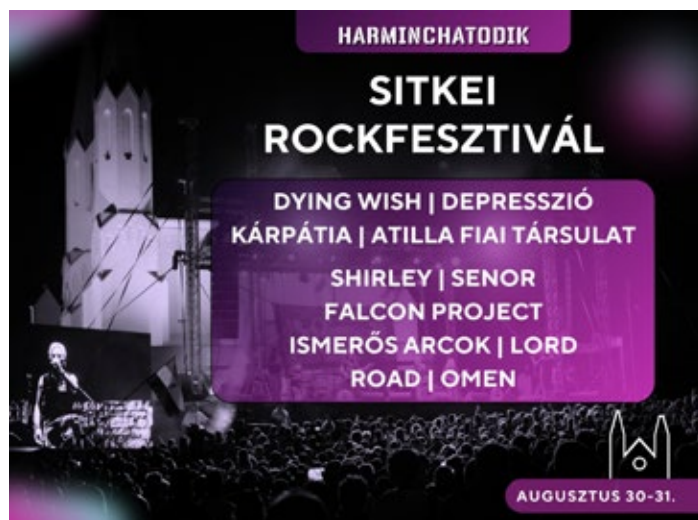 HARMINCHATODIK
SITKEI
ROCKFESZTIVÁL
DYING WISH | DEPRESSZIÓ
KÁRPÁTIA | ATILLA FIAI TÁRSULAT
SHIRLEY | SENOR
FALCON PROJECT
ISMERŐS ARCOK | LORD
ROAD | OMEN
AUGUSZTUS 30-31.